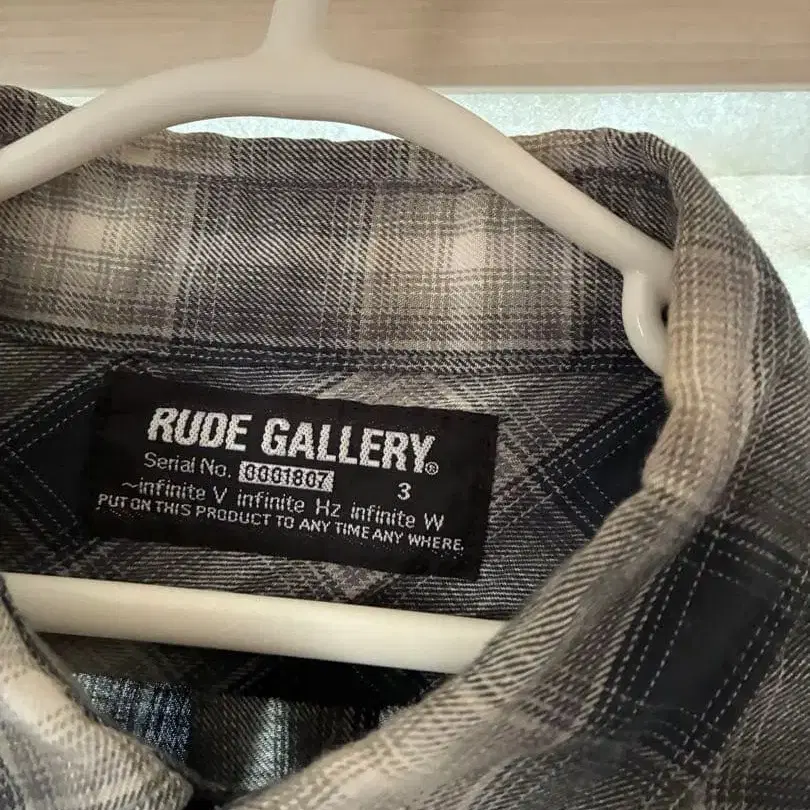 RUDE GALLERY®
Serial No. 0001807 3
~infinite V infinite Hz infinite W
PUT ON THIS PRODUCT TO ANY TIME ANY WHERE.